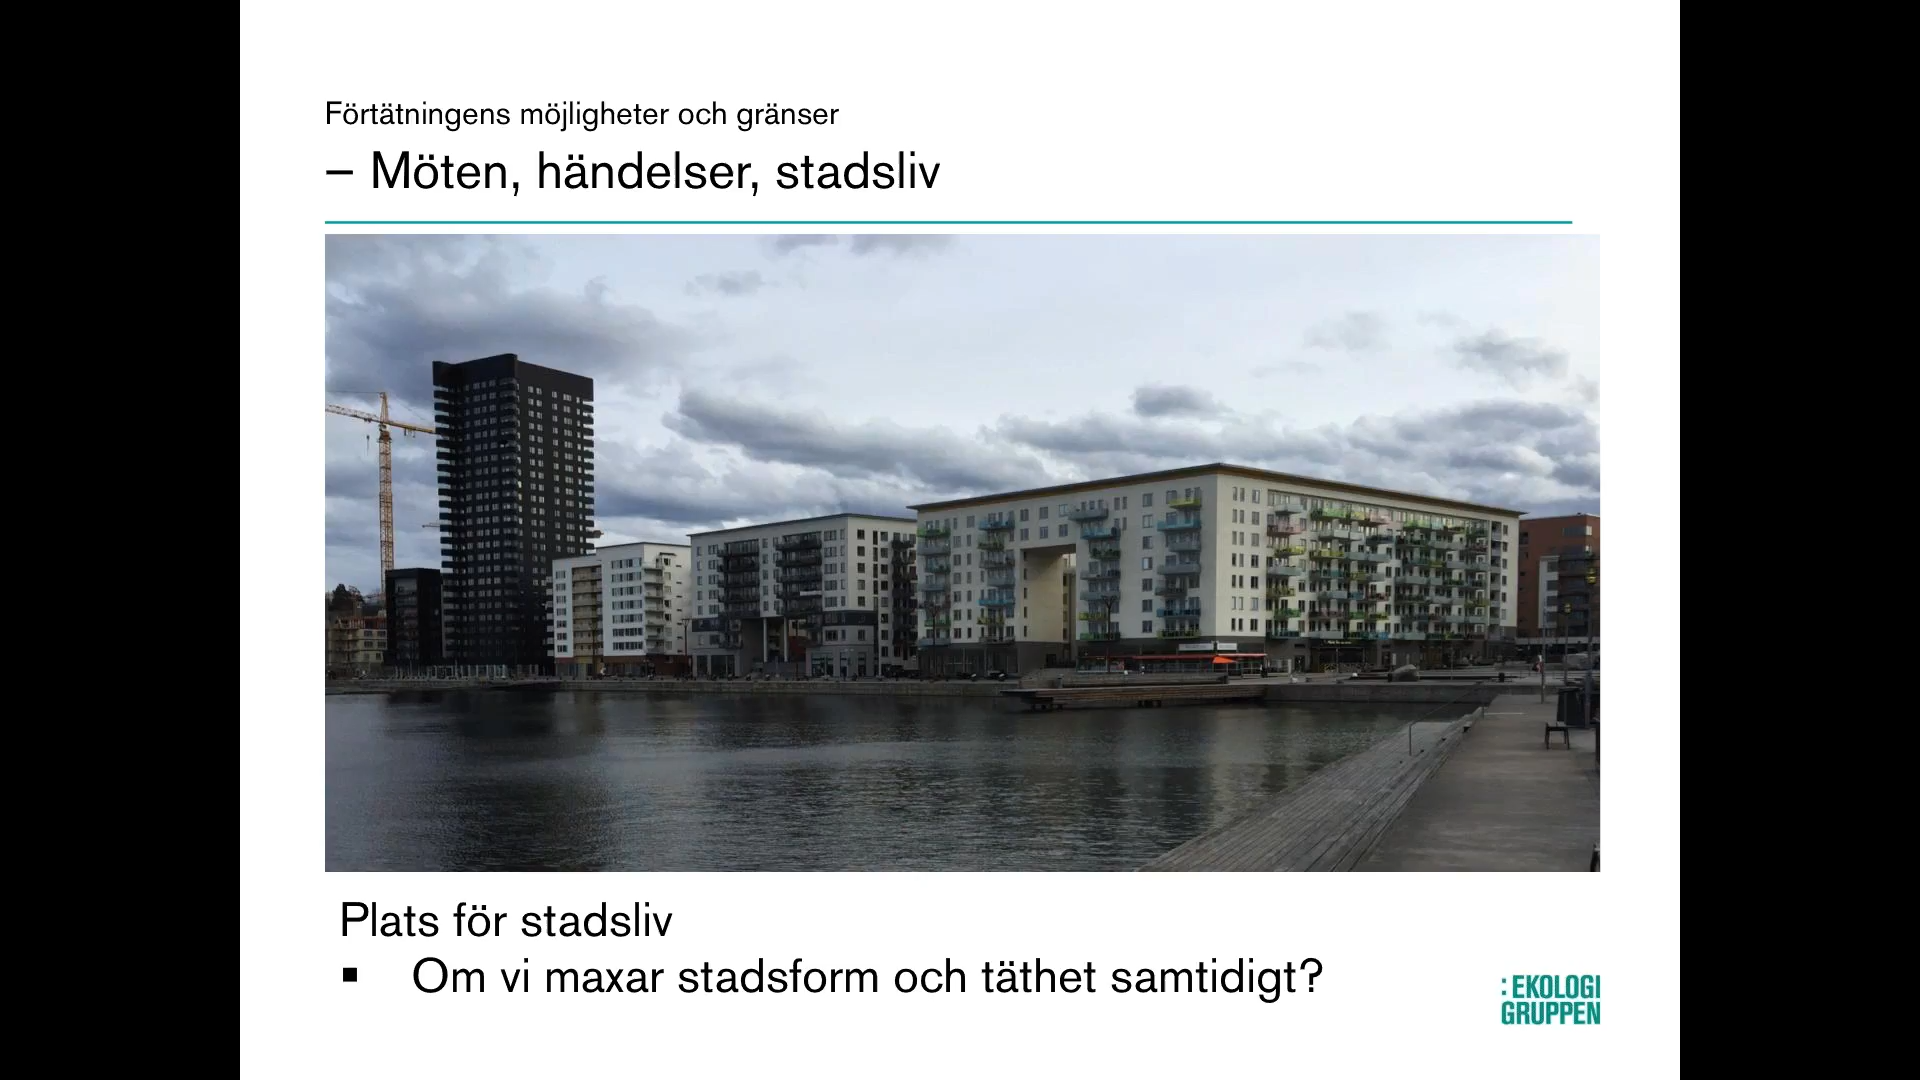 Förtätningens möjligheter och gränser
– Möten, händelser, stadsliv
Plats för stadsliv
▪ Om vi maxar stadsform och täthet samtidigt?
:EKOLOGI
GRUPPEN